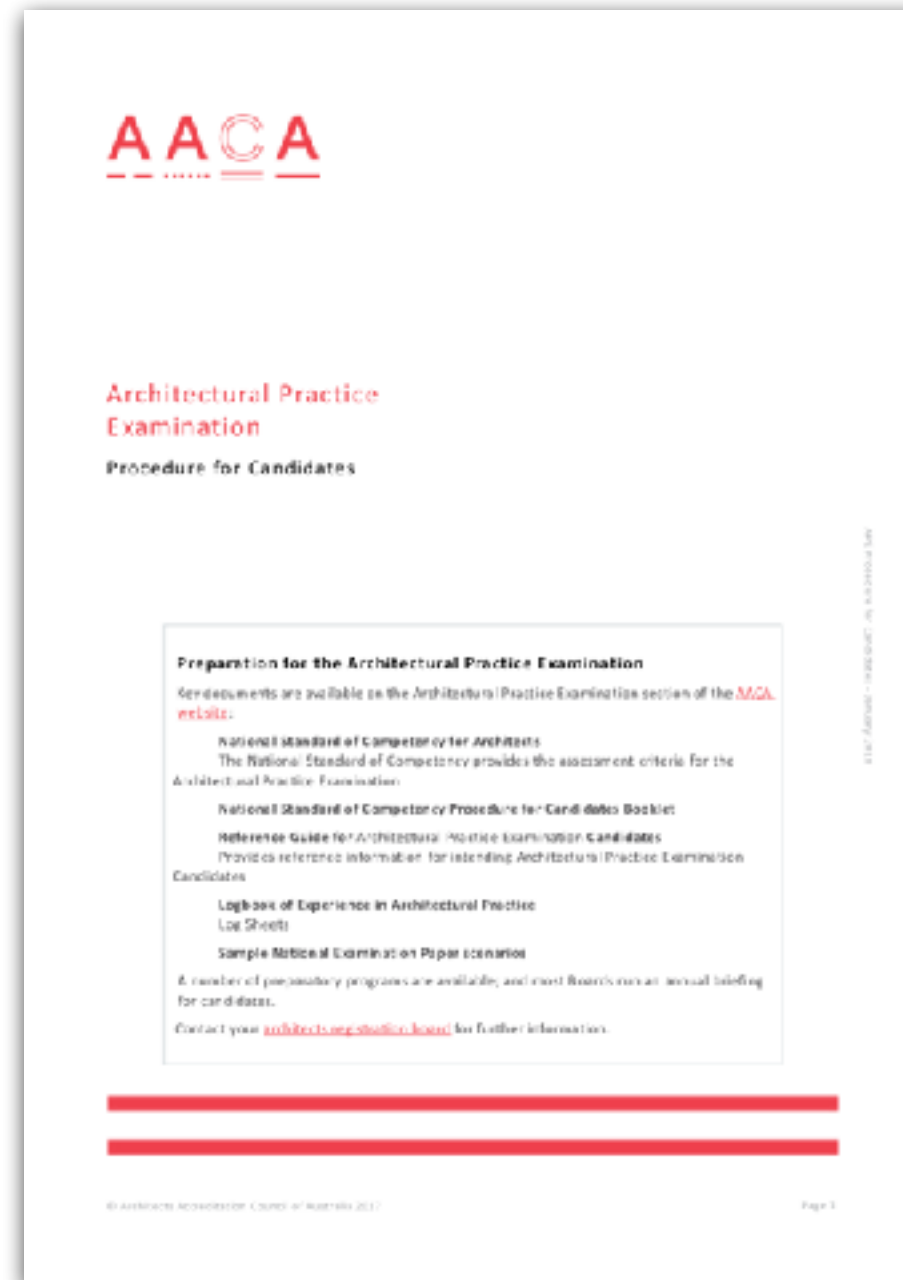 AACA
Architectural Practice
Examination
Procedure for Candidates
Preparation for the Architectural Practice Examination
Key documents are available on the Architectural Practice Examination section of the AACA
website:
National Standard of Competency for Architects
The National Standard of Competency provides the assessment criteria for the
Architectural Practice Examination
National Standard of Competency Procedure for Candidates Booklet
Reference Guide for Architectural Practice Examination Candidates
Provides reference information for intending Architectural Practice Examination
Candidates
Logbook of Experience in Architectural Practice
Log Sheets
Sample National Examination Paper scenarios
A number of preparatory programs are available, and most Boards run an annual briefing
for candidates.
Contact your architects registration board for further information.
APE Procedure for Candidates – January 
© Architects Accreditation Council of Australia 2017
Page 1